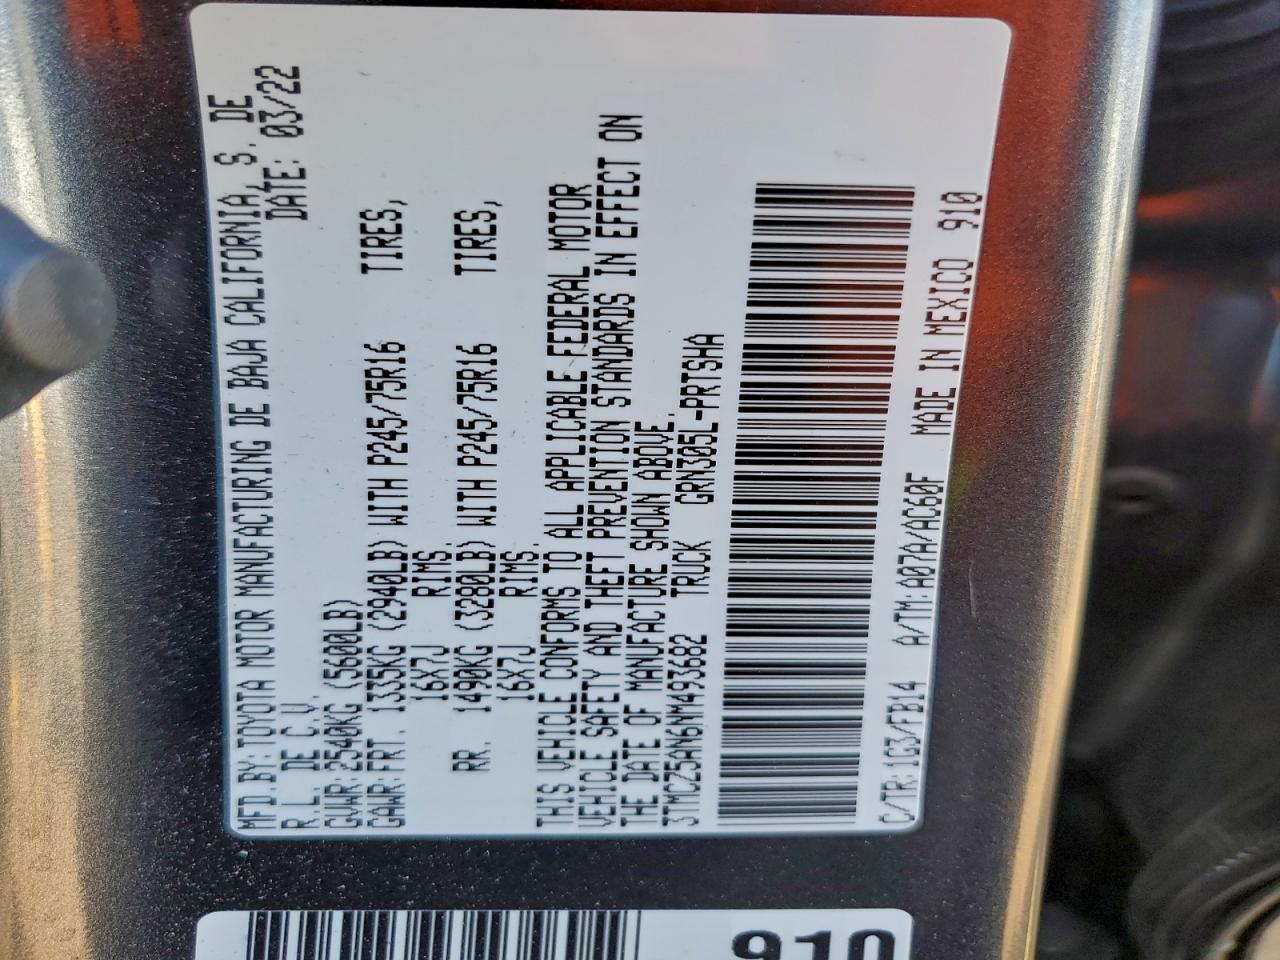 MFD.BY: TOYOTA MOTOR MANUFACTURING DE BAJA CALIFORNIA, S. DE
R.L. DE C.V. DATE: 03/22
GVWR: 2540KG (5600LB)
GAWR: FRT. 1335KG (2940LB) WITH P245/75R16 TIRES,
16X7J RIMS,
RR. 1490KG (3280LB) WITH P245/75R16 TIRES,
16X7J RIMS.
THIS VEHICLE CONFORMS TO ALL APPLICABLE FEDERAL MOTOR
VEHICLE SAFETY AND THEFT PREVENTION STANDARDS IN EFFECT ON
THE DATE OF MANUFACTURE SHOWN ABOVE.
3TMCZ5AN6NM493682 TRUCK GRN305L-PRTSHA
C/TR: 1G3/FB14 A/TM: A07A/AC60F MADE IN MEXICO 910
910